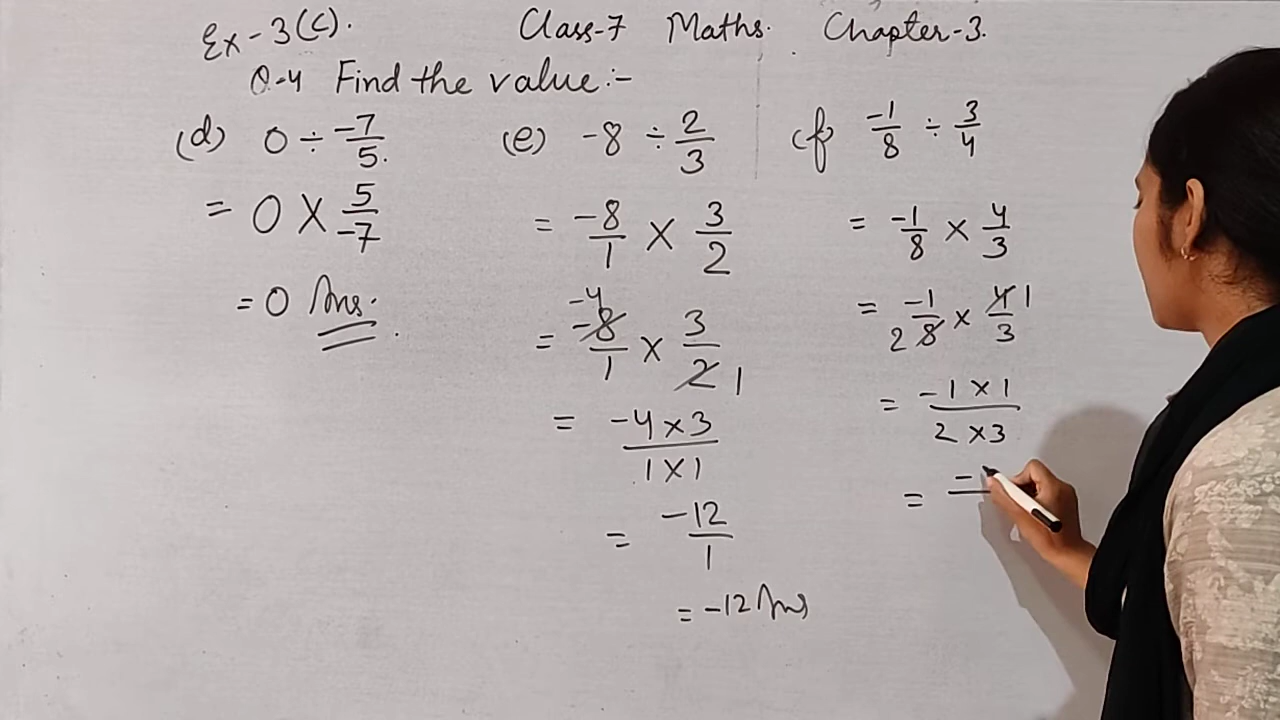 Ex-3(c). Class-7 Maths. Chapter-3.
Q-4 Find the value:-
(d) 0 ÷ -7/5.
= 0 X 5/-7
= 0 Ans.
(e) -8 ÷ 2/3
= -8/1 X 3/2
-4
= -8/1 X 3/2 1
= -4 x 3 / 1 X 1
= -12/1
= -12 Ans
(f) -1/8 ÷ 3/4
= -1/8 x 4/3
= 2 -1/8 x 4/3 1
= -1 x 1 / 2 x 3
= -1